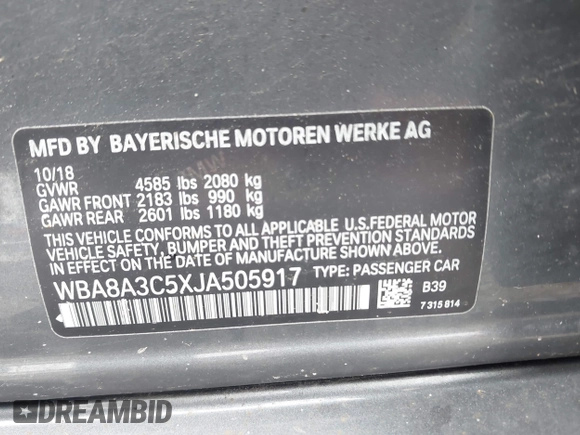 MFD BY BAYERISCHE MOTOREN WERKE AG
10/18
GVWR 4585 lbs 2080 kg
GAWR FRONT 2183 lbs 990 kg
GAWR REAR 2601 lbs 1180 kg
THIS VEHICLE CONFORMS TO ALL APPLICABLE U.S.FEDERAL MOTOR
VEHICLE SAFETY, BUMPER AND THEFT PREVENTION STANDARDS
IN EFFECT ON THE DATE OF MANUFACTURE SHOWN ABOVE.
WBA8A3C5XJA505917 TYPE: PASSENGER CAR
B39
7 315 814
DREAMBID